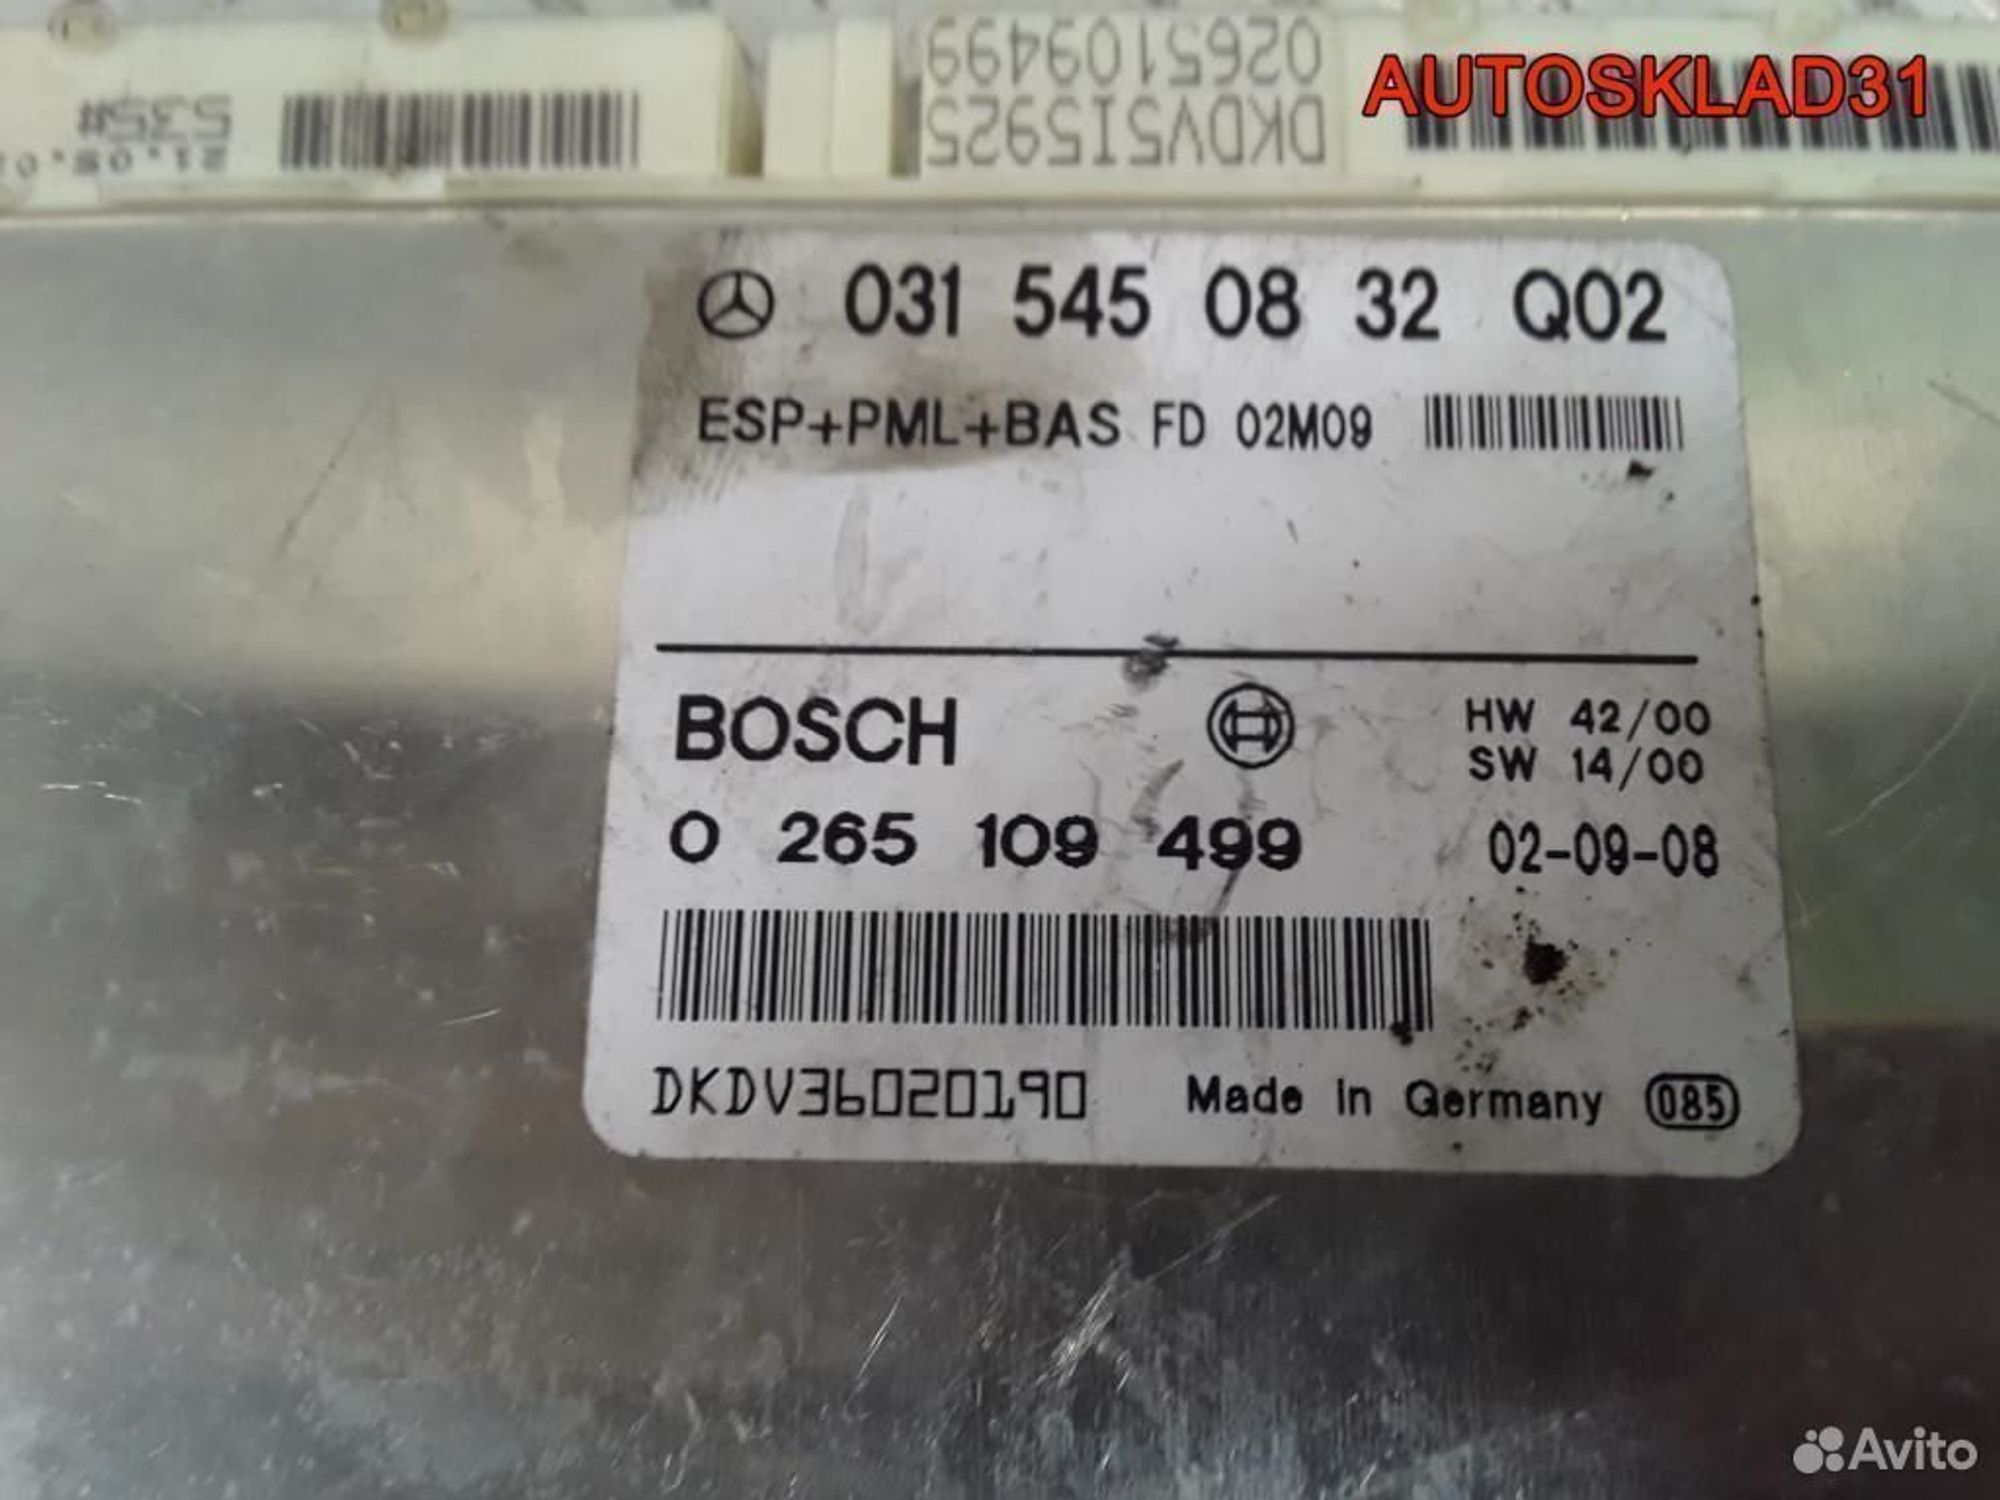 0265109499
DKDV5I5925
AUTOSKLAD31
535#
031 545 08 32 Q02
ESP+PML+BAS FD 02M09
BOSCH
HW 42/00
SW 14/00
0 265 109 499
02-09-08
DKDV36020190
Made in Germany 085
Avito